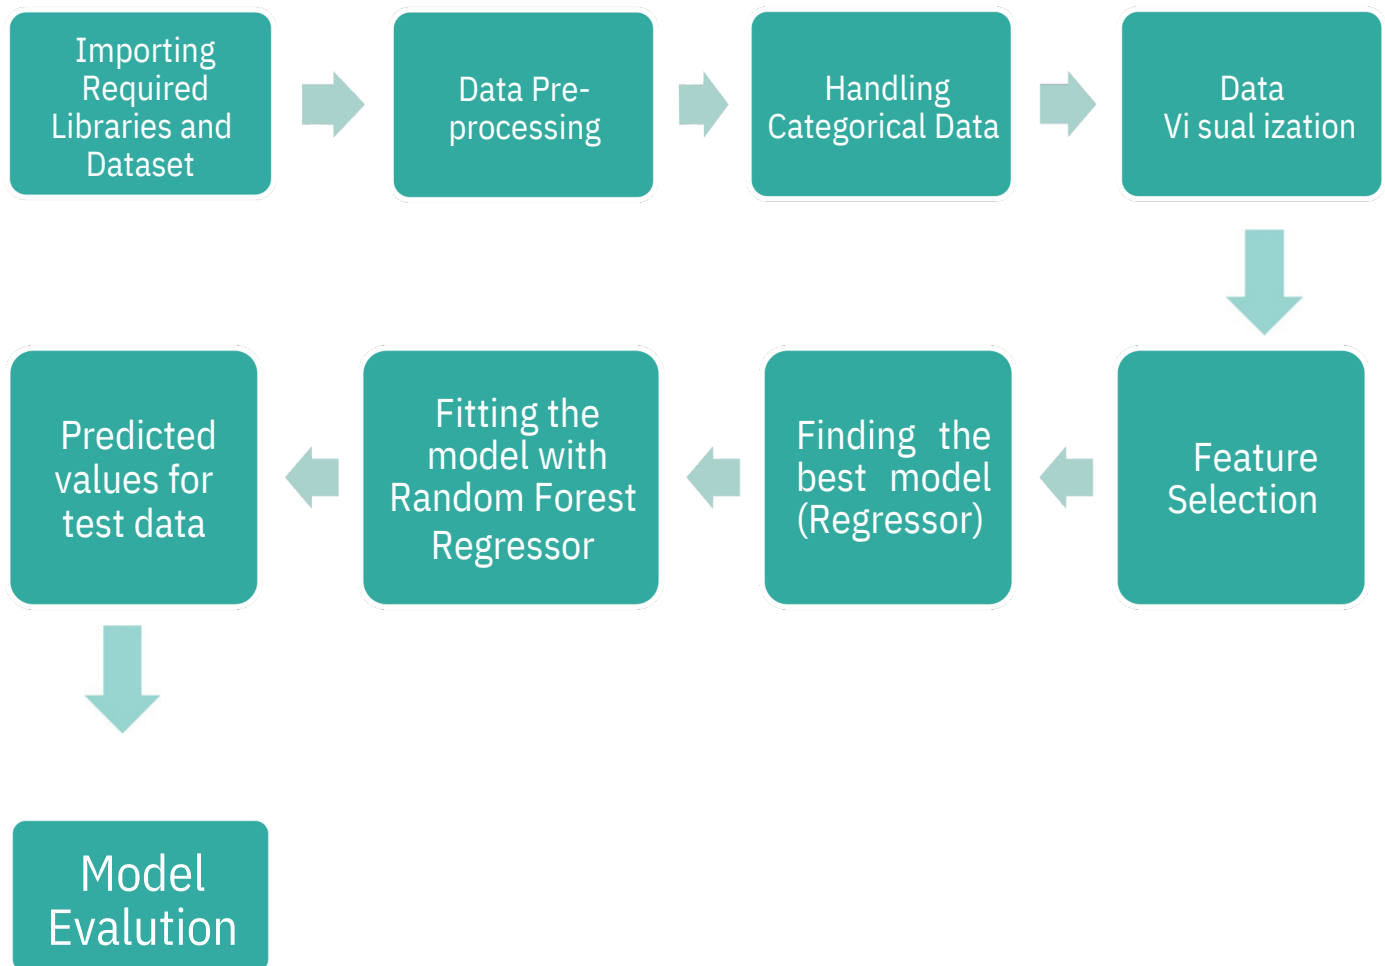 Importing
Required
Libraries and
Dataset
Data Pre-
processing
Handling
Categorical Data
Data
Vi sual ization
Feature
Selection
Finding the
best model
(Regressor)
Fitting the
model with
Random Forest
Regressor
Predicted
values for
test data
Model
Evalution